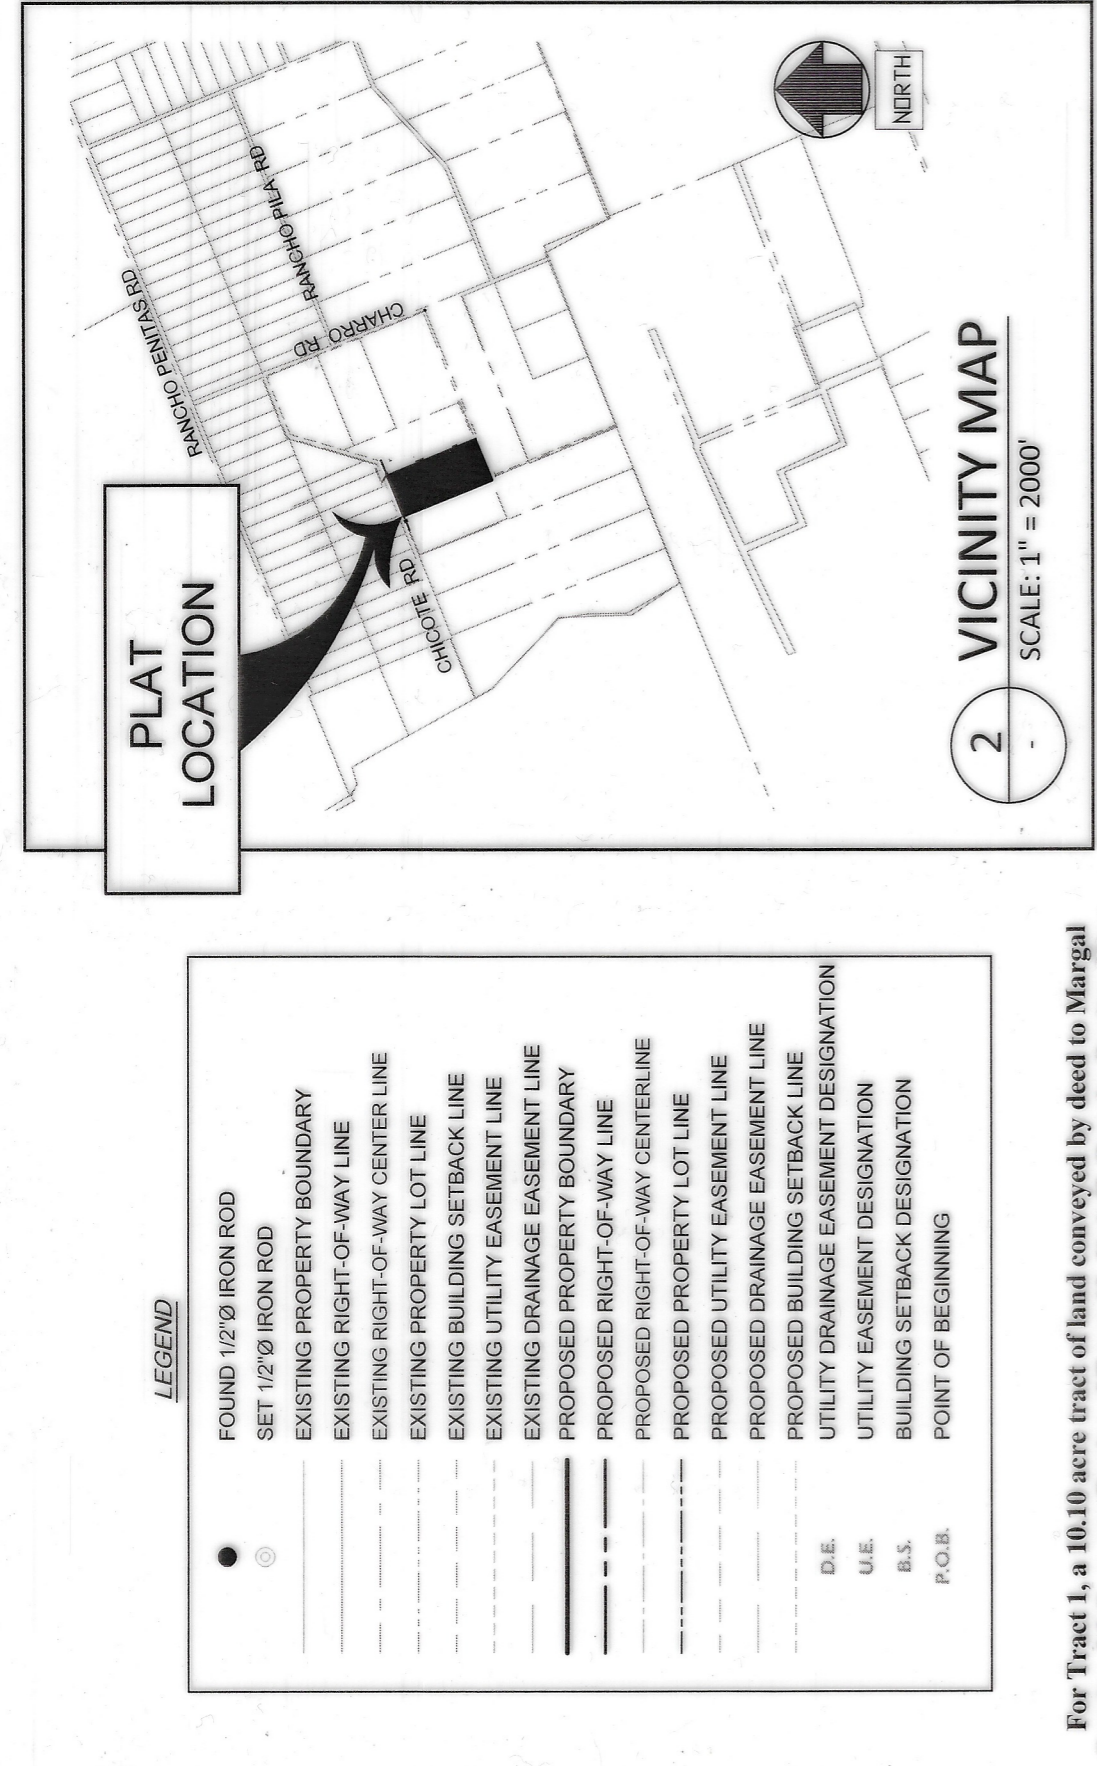 LEGEND
FOUND 1/2"Ø IRON ROD
SET 1/2"Ø IRON ROD
EXISTING PROPERTY BOUNDARY
EXISTING RIGHT-OF-WAY LINE
EXISTING RIGHT-OF-WAY CENTER LINE
EXISTING PROPERTY LOT LINE
EXISTING BUILDING SETBACK LINE
EXISTING UTILITY EASEMENT LINE
EXISTING DRAINAGE EASEMENT LINE
PROPOSED PROPERTY BOUNDARY
PROPOSED RIGHT-OF-WAY LINE
PROPOSED RIGHT-OF-WAY CENTERLINE
PROPOSED PROPERTY LOT LINE
PROPOSED UTILITY EASEMENT LINE
PROPOSED DRAINAGE EASEMENT LINE
PROPOSED BUILDING SETBACK LINE
D.E. UTILITY DRAINAGE EASEMENT DESIGNATION
U.E. UTILITY EASEMENT DESIGNATION
B.S. BUILDING SETBACK DESIGNATION
P.O.B. POINT OF BEGINNING
PLAT
LOCATION
RANCHO PENITAS RD
RANCHO PILA RD
CHARRO RD
CHICOTE RD
NORTH
2
-
VICINITY MAP
SCALE: 1" = 2000'
For Tract 1, a 10.10 acre tract of land conveyed by deed to Margal